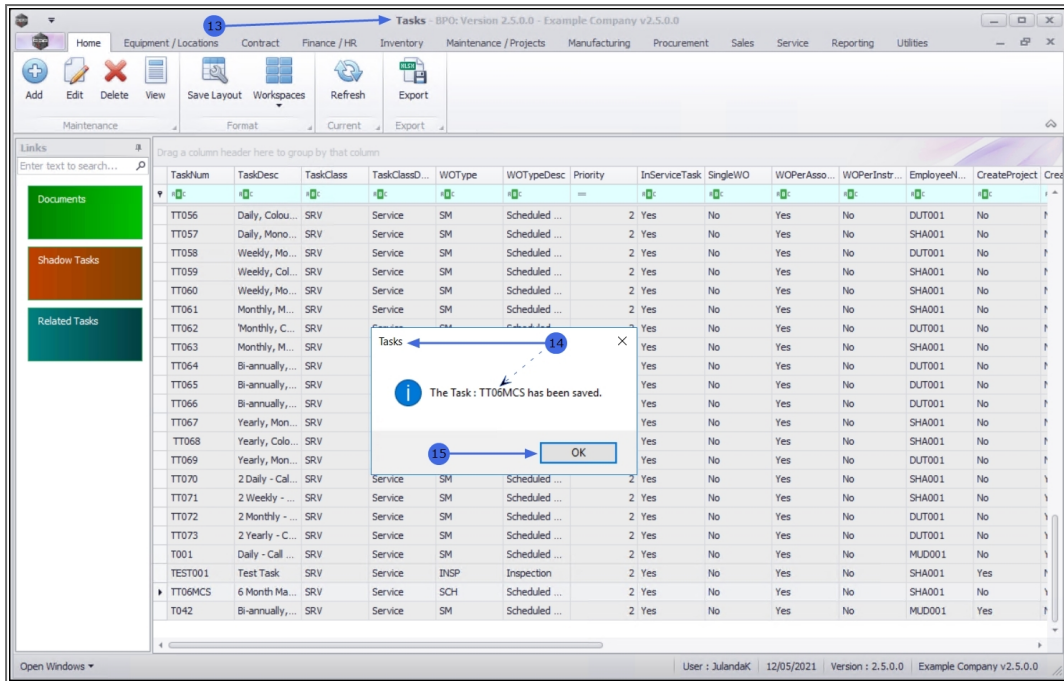 13
Tasks - BPO: Version 2.5.0.0 - Example Company v2.5.0.0
Home Equipment / Locations Contract Finance / HR Inventory Maintenance / Projects Manufacturing Procurement Sales Service Reporting Utilities
Add Edit Delete View Save Layout Workspaces Refresh Export
Maintenance Format Current Export
Links
Enter text to search...
Documents
Shadow Tasks
Related Tasks
Drag a column header here to group by that column
TaskNum TaskDesc TaskClass TaskClassD... WOType WOTypeDesc Priority InServiceTask SingleWO WOPerAsso... WOPerInstr... EmployeeN... CreateProject Crea
TT056 Daily, Colou... SRV Service SM Scheduled ... 2 Yes No Yes No DUT001 No
TT057 Daily, Mono... SRV Service SM Scheduled ... 2 Yes No Yes No SHA001 No
TT058 Weekly, Mo... SRV Service SM Scheduled ... 2 Yes No Yes No DUT001 No
TT059 Weekly, Col... SRV Service SM Scheduled ... 2 Yes No Yes No SHA001 No
TT060 Weekly, Mo... SRV Service SM Scheduled ... 2 Yes No Yes No SHA001 No
TT061 Monthly, M... SRV Service SM Scheduled ... 2 Yes No Yes No SHA001 No
TT062 'Monthly, C... SRV Service SM Scheduled ... 2 Yes No Yes No DUT001 No
TT063 Monthly, M... SRV Yes No Yes No SHA001 No
TT064 Bi-annually,... SRV Yes No Yes No DUT001 No
TT065 Bi-annually,... SRV Yes No Yes No DUT001 No
TT066 Bi-annually,... SRV Yes No Yes No DUT001 No
TT067 Yearly, Mon... SRV Yes No Yes No SHA001 No
TT068 Yearly, Colo... SRV Yes No Yes No SHA001 No
TT069 Yearly, Mon... SRV Yes No Yes No DUT001 No
TT070 2 Daily - Cal... SRV Service SM Scheduled ... 2 Yes No Yes No SHA001 No
TT071 2 Weekly - ... SRV Service SM Scheduled ... 2 Yes No Yes No SHA001 No
TT072 2 Monthly - ... SRV Service SM Scheduled ... 2 Yes No Yes No DUT001 No
TT073 2 Yearly - C... SRV Service SM Scheduled ... 2 Yes No Yes No DUT001 No
T001 Daily - Call ... SRV Service SM Scheduled ... 2 Yes No Yes No MUD001 No
TEST001 Test Task SRV Service INSP Inspection 2 Yes No Yes No SHA001 Yes
TT06MCS 6 Month Ma... SRV Service SCH Scheduled ... 2 Yes No Yes No SHA001 No
T042 Bi-annually,... SRV Service SM Scheduled ... 2 Yes No Yes No MUD001 Yes
Tasks
14
The Task : TT06MCS has been saved.
15
OK
Open Windows User : JulandaK 12/05/2021 Version : 2.5.0.0 Example Company v2.5.0.0